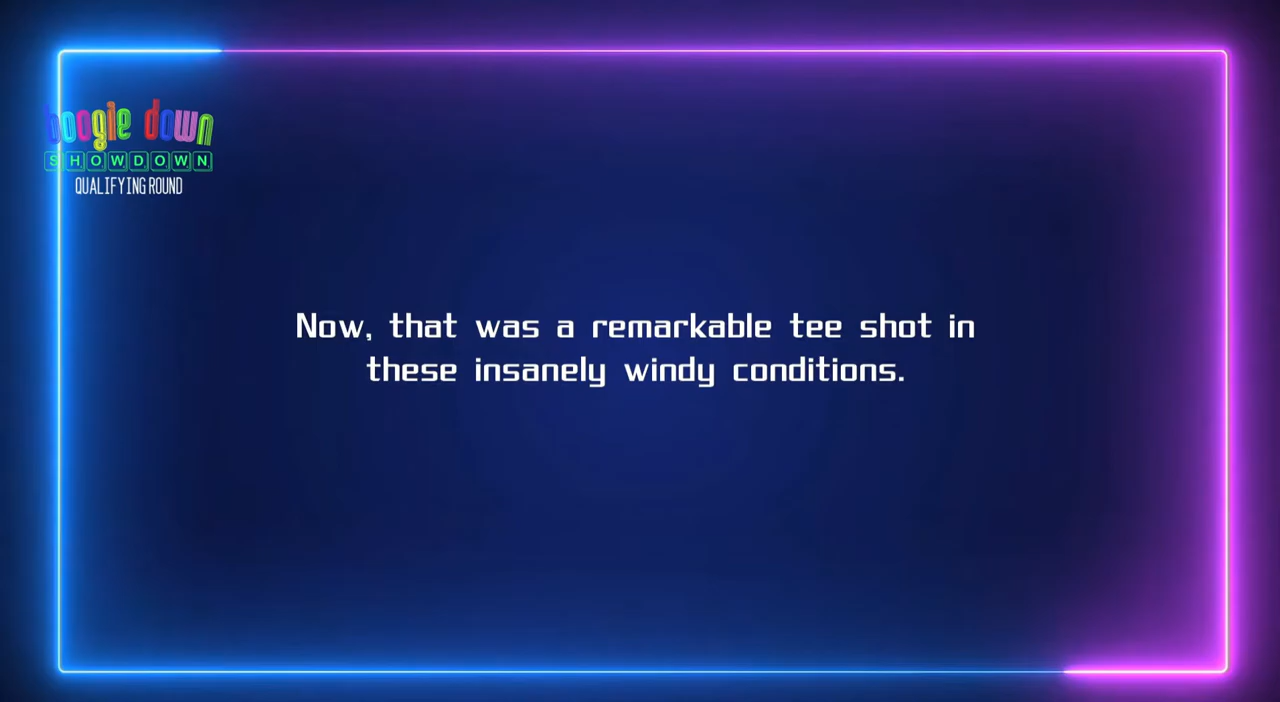 boogie down
SHOWDOWN
QUALIFYING ROUND
Now, that was a remarkable tee shot in
these insanely windy conditions.